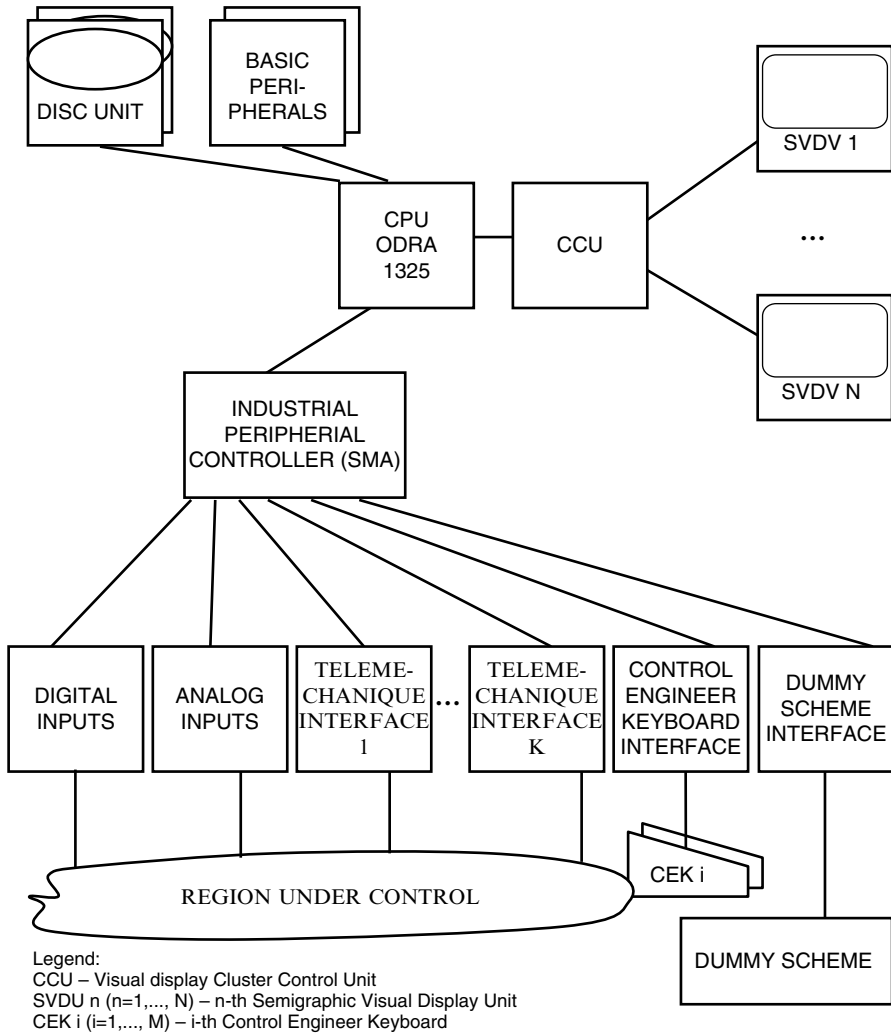 DISC UNIT
BASIC
PERI-
PHERALS
SVDV 1
CPU
ODRA
1325
CCU
...
SVDV N
INDUSTRIAL
PERIPHERIAL
CONTROLLER (SMA)
DIGITAL
INPUTS
ANALOG
INPUTS
TELEME-
CHANIQUE
INTERFACE
1
...
TELEME-
CHANIQUE
INTERFACE
K
CONTROL
ENGINEER
KEYBOARD
INTERFACE
DUMMY
SCHEME
INTERFACE
REGION UNDER CONTROL
CEK i
DUMMY SCHEME
Legend:
CCU – Visual display Cluster Control Unit
SVDU n (n=1,..., N) – n-th Semigraphic Visual Display Unit
CEK i (i=1,..., M) – i-th Control Engineer Keyboard